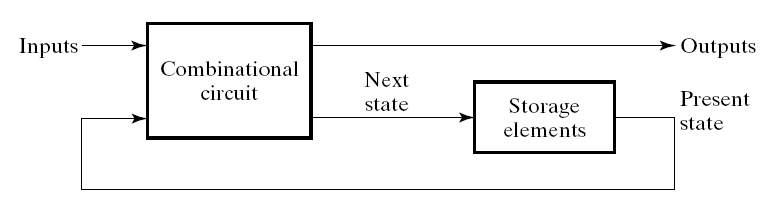 Inputs
Combinational
circuit
Outputs
Next
state
Storage
elements
Present
state